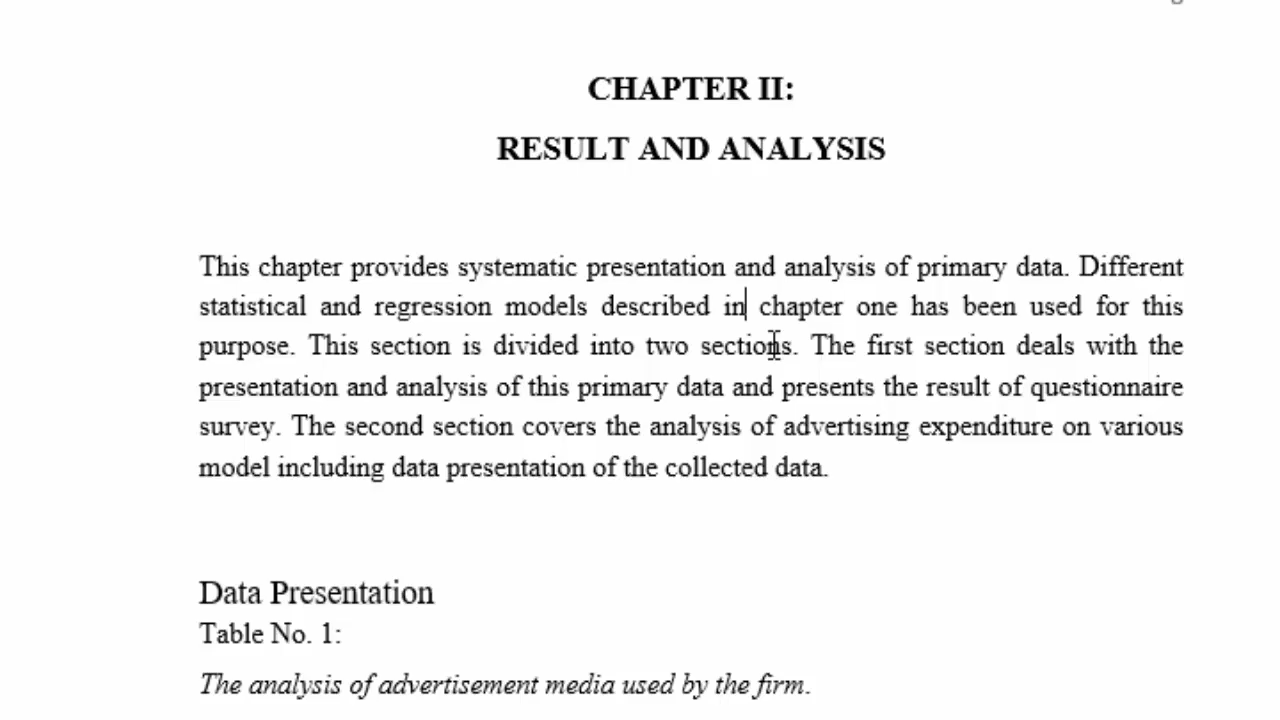 CHAPTER II:
RESULT AND ANALYSIS
This chapter provides systematic presentation and analysis of primary data. Different
statistical and regression models described in chapter one has been used for this
purpose. This section is divided into two sections. The first section deals with the
presentation and analysis of this primary data and presents the result of questionnaire
survey. The second section covers the analysis of advertising expenditure on various
model including data presentation of the collected data.
Data Presentation
Table No. 1:
The analysis of advertisement media used by the firm.